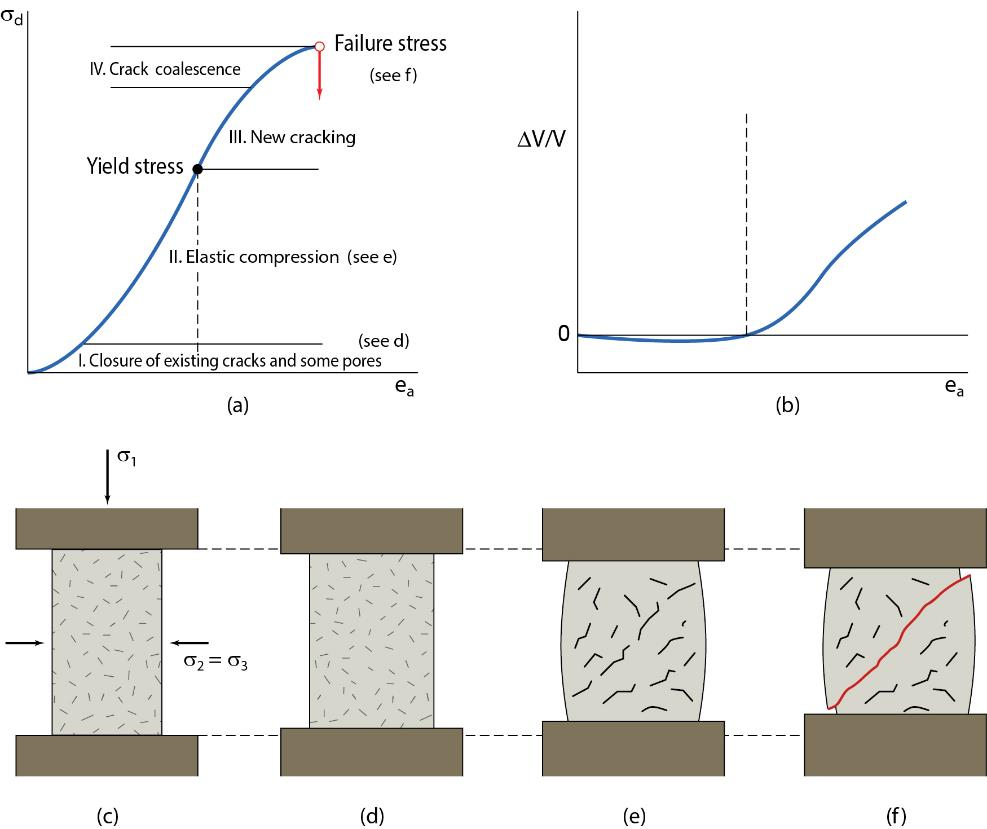 σd
Failure stress
(see f)
IV. Crack coalescence
III. New cracking
Yield stress
II. Elastic compression (see e)
(see d)
I. Closure of existing cracks and some pores
ea
(a)
ΔV/V
0
ea
(b)
σ1
σ2 = σ3
(c)
(d)
(e)
(f)